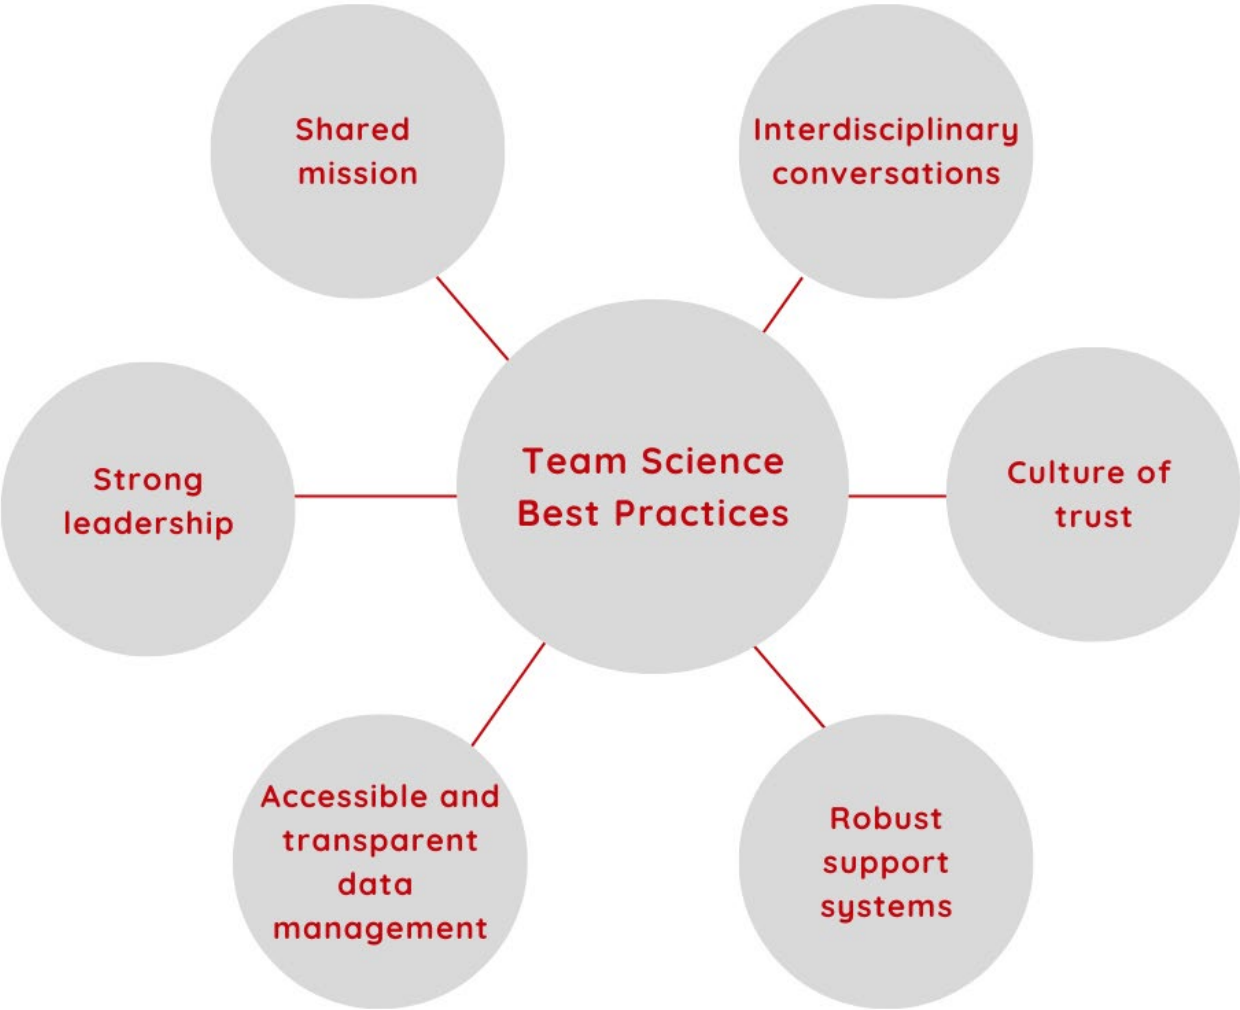 Shared
mission
Interdisciplinary
conversations
Strong
leadership
Team Science
Best Practices
Culture of
trust
Accessible and
transparent
data
management
Robust
support
systems